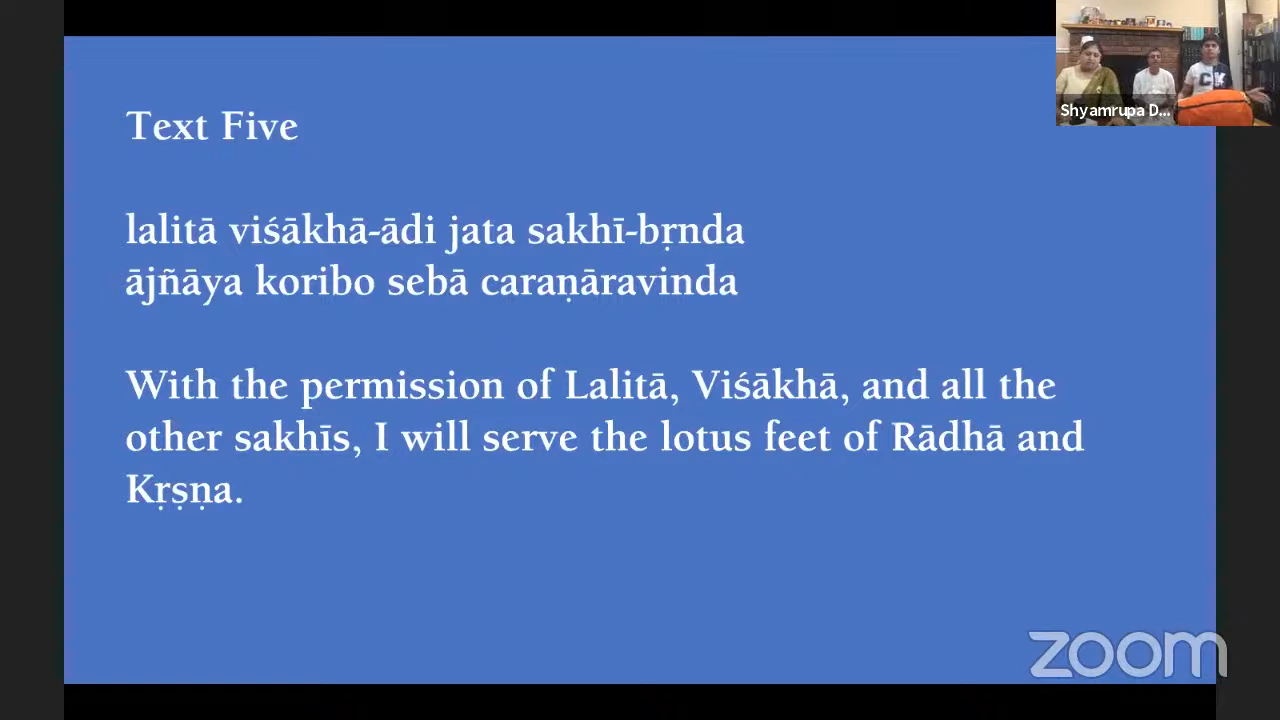 Text Five
lalitā viśākhā-ādi jata sakhī-bṛnda
ājñāya koribo sebā caraṇāravinda
With the permission of Lalitā, Viśākhā, and all the
other sakhīs, I will serve the lotus feet of Rādhā and
Kṛṣṇa.
Shyamrupa D...
CK
zoom